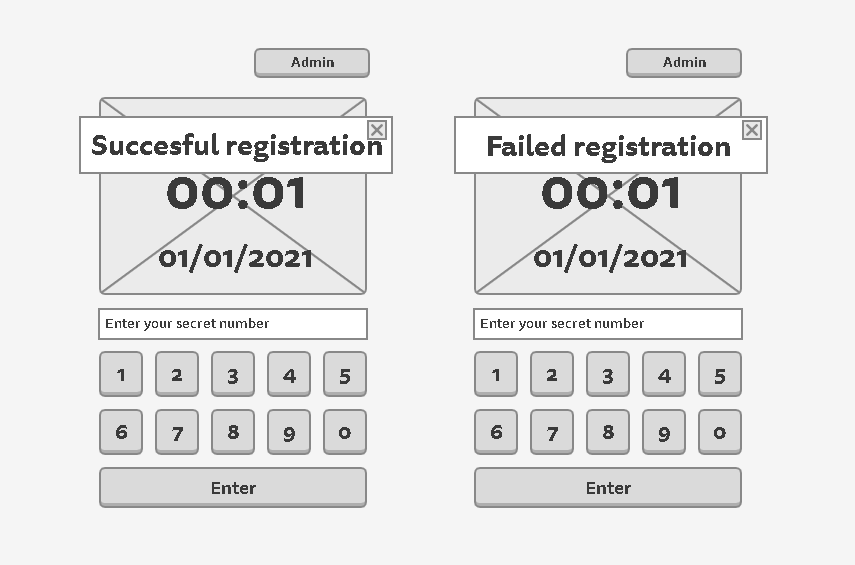 Admin
Succesful registration
00:01
01/01/2021
Enter your secret number
1 2 3 4 5
6 7 8 9 0
Enter
Admin
Failed registration
00:01
01/01/2021
Enter your secret number
1 2 3 4 5
6 7 8 9 0
Enter